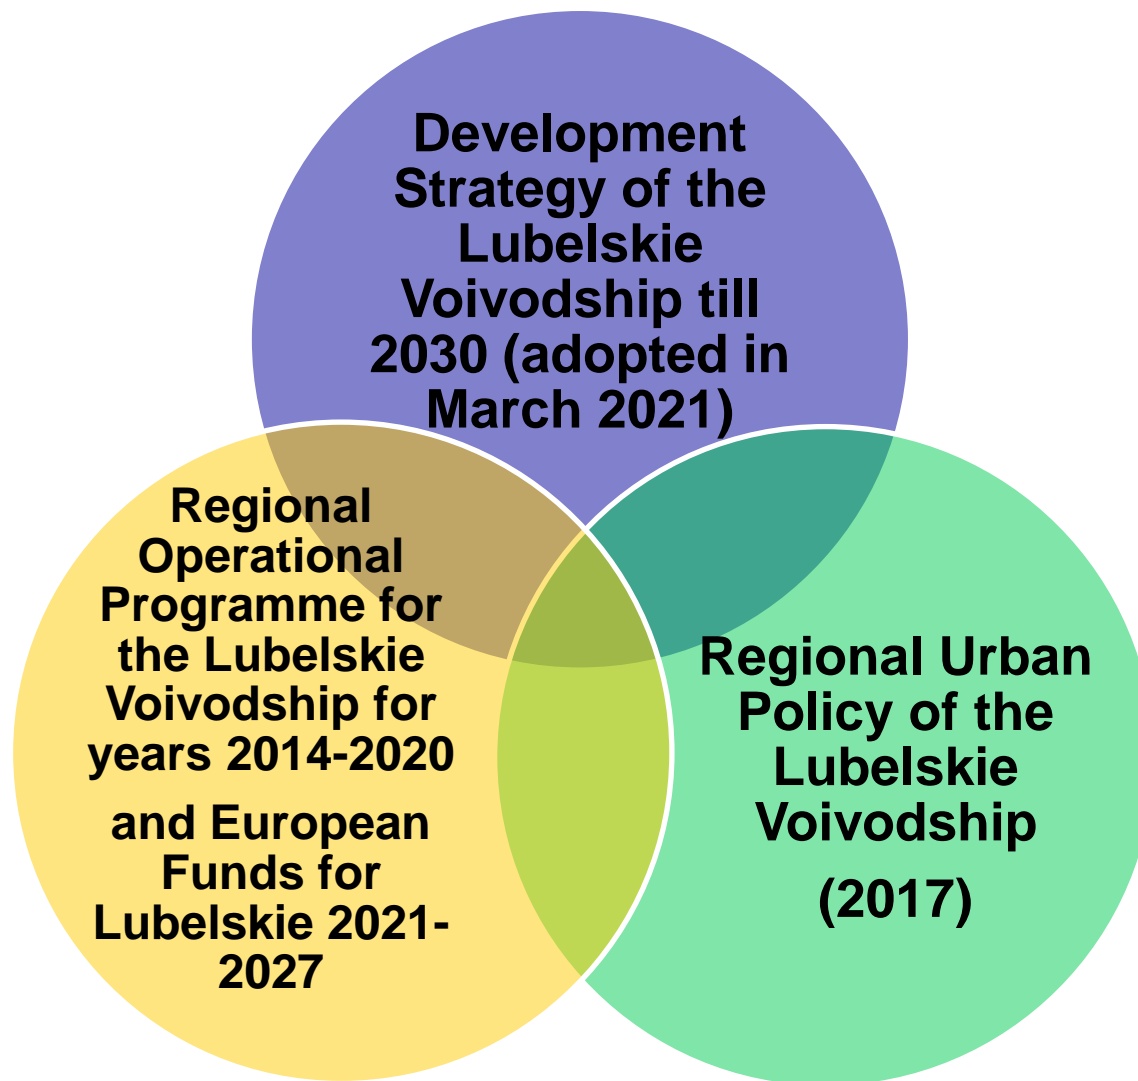 Development
Strategy of the
Lubelskie
Voivodship till
2030 (adopted in
March 2021)
Regional
Operational
Programme for
the Lubelskie
Voivodship for
years 2014-2020
and European
Funds for
Lubelskie 2021-
2027
Regional Urban
Policy of the
Lubelskie
Voivodship
(2017)